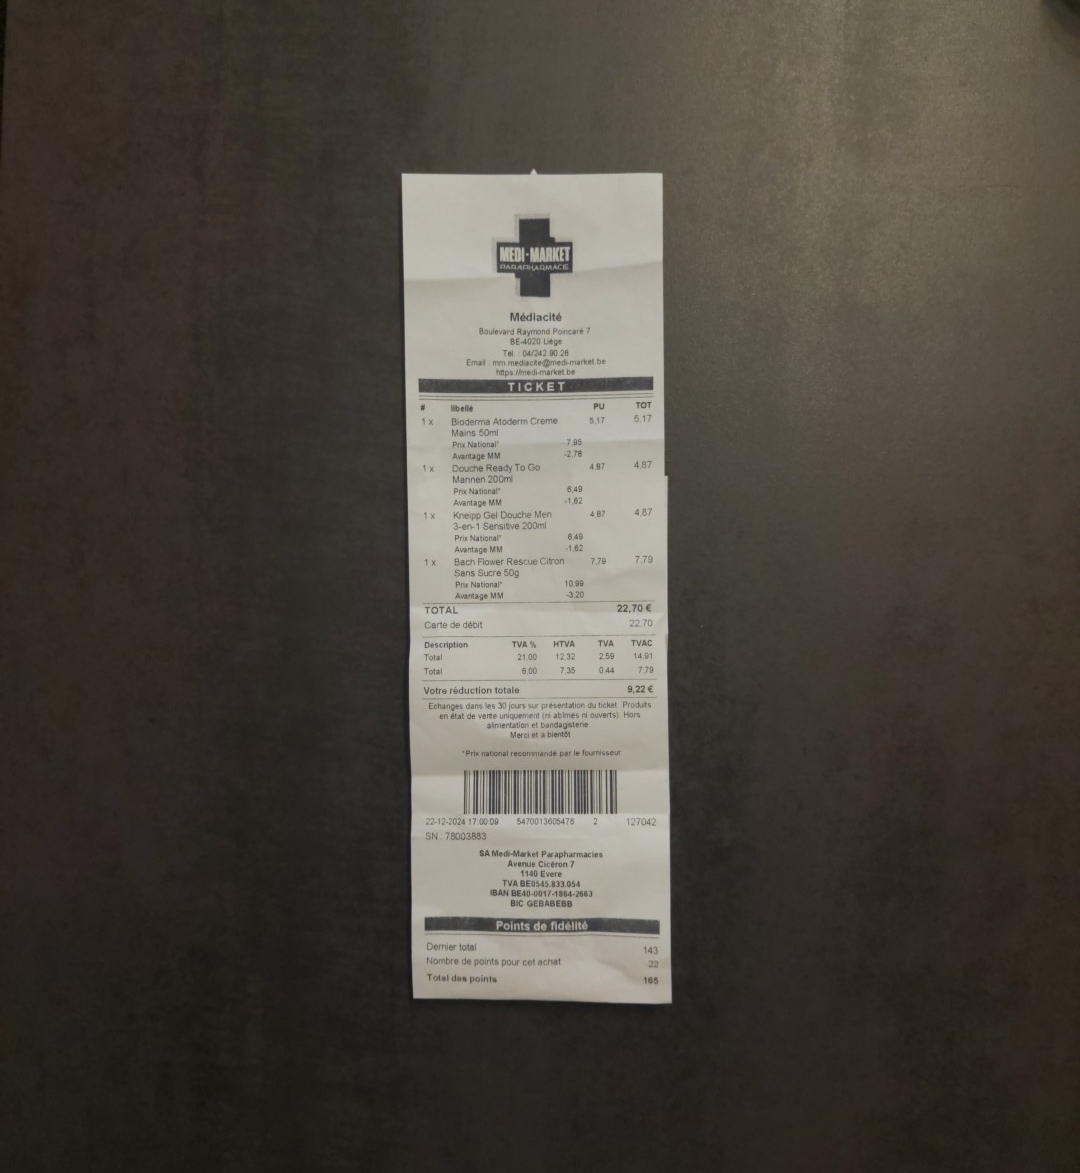 MEDI-MARKET
PARAPHARMACIE
Médiacité
Boulevard Raymond Poincaré 7
BE-4020 Liège
Tél. : 04/242.90.26
Email : mm.mediacite@medi-market.be
https://medi-market.be
TICKET
# libellé PU TOT
1 x Bioderma Atoderm Creme 5,17 5,17
Mains 50ml
Prix National* 7,95
Avantage MM -2,78
1 x Douche Ready To Go 4,87 4,87
Mannen 200ml
Prix National* 6,49
Avantage MM -1,62
1 x Kneipp Gel Douche Men 4,87 4,87
3-en-1 Sensitive 200ml
Prix National* 6,49
Avantage MM -1,62
1 x Bach Flower Rescue Citron 7,79 7,79
Sans Sucre 50g
Prix National* 10,99
Avantage MM -3,20
TOTAL 22,70 €
Carte de débit 22,70
Description TVA % HTVA TVA TVAC
Total 21,00 12,32 2,59 14,91
Total 6,00 7,35 0,44 7,79
Votre réduction totale 9,22 €
Echanges dans les 30 jours sur présentation du ticket. Produits
en état de vente uniquement (ni abîmés ni ouverts). Hors
alimentation et bandagisterie.
Merci et à bientôt
*Prix national recommandé par le fournisseur
22-12-2024 17:00:09 5470013605476 2 127042
SN : 78003883
SA Medi-Market Parapharmacies
Avenue Cicéron 7
1140 Evere
TVA BE0545.833.054
IBAN BE40-0017-1864-2663
BIC GEBABEBB
Points de fidélité
Dernier total 143
Nombre de points pour cet achat 22
Total des points 165